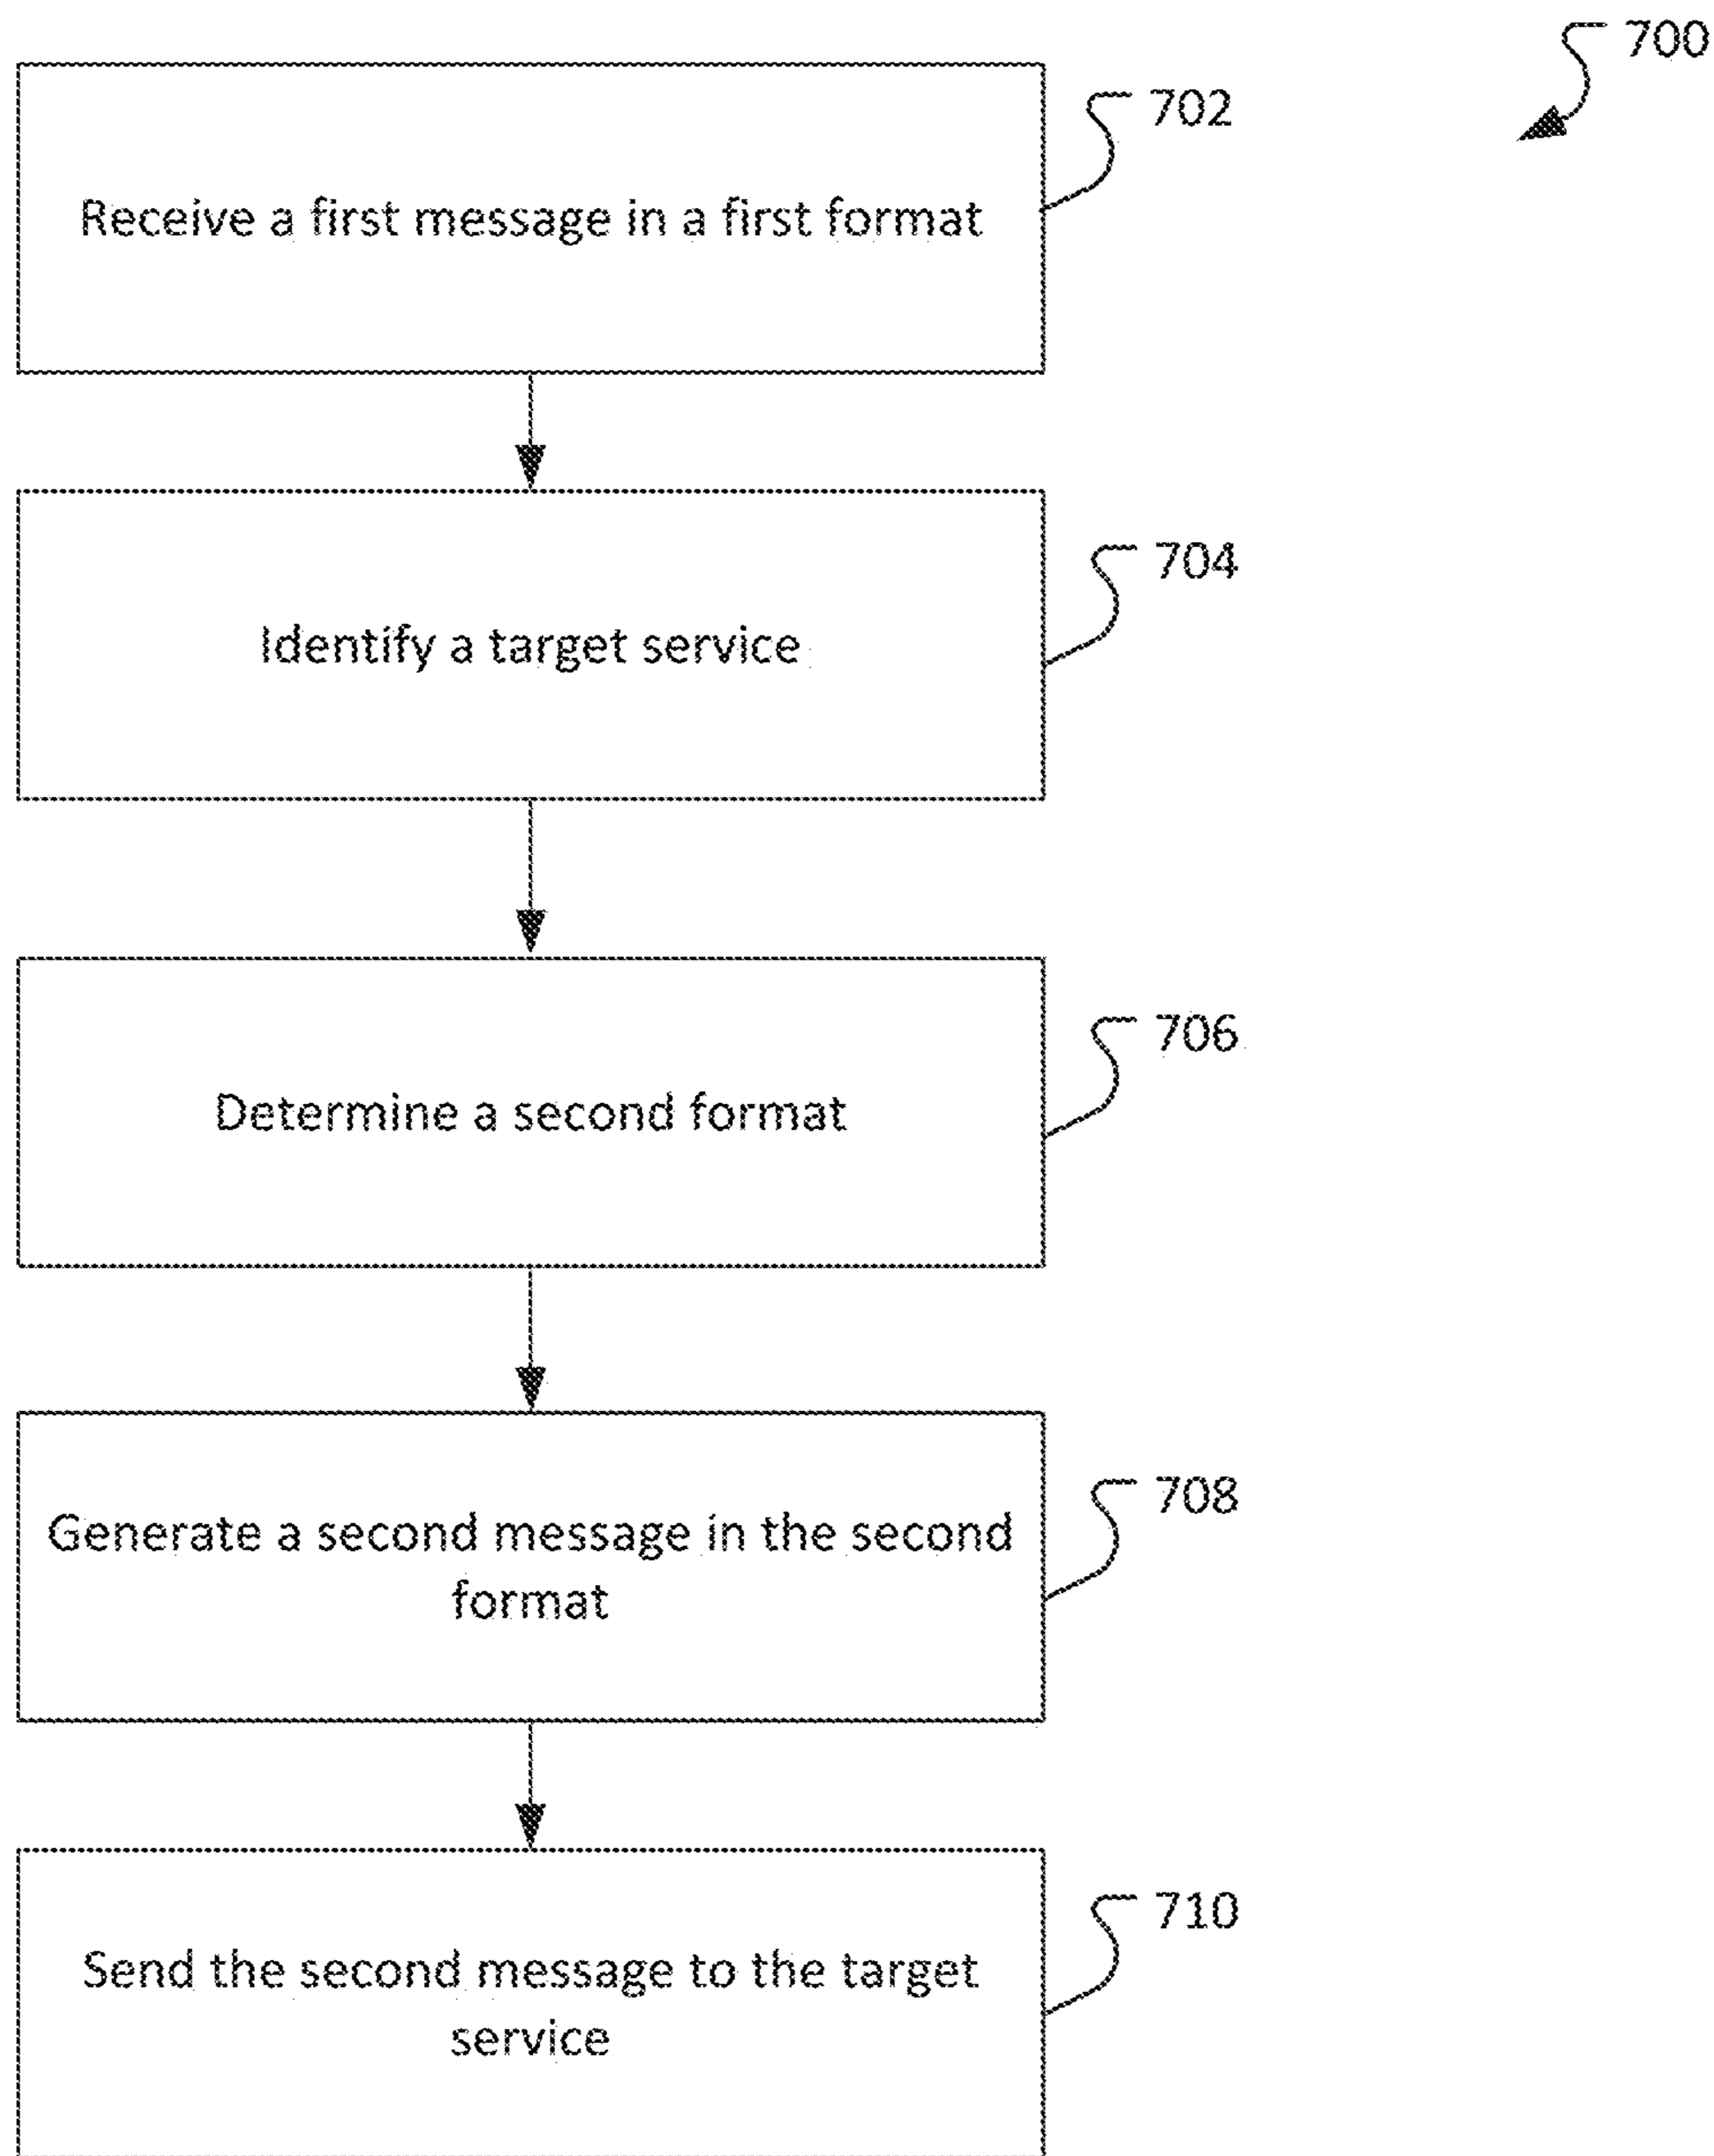 700
702
Receive a first message in a first format
704
Identify a target service
706
Determine a second format
708
Generate a second message in the second
format
710
Send the second message to the target
service